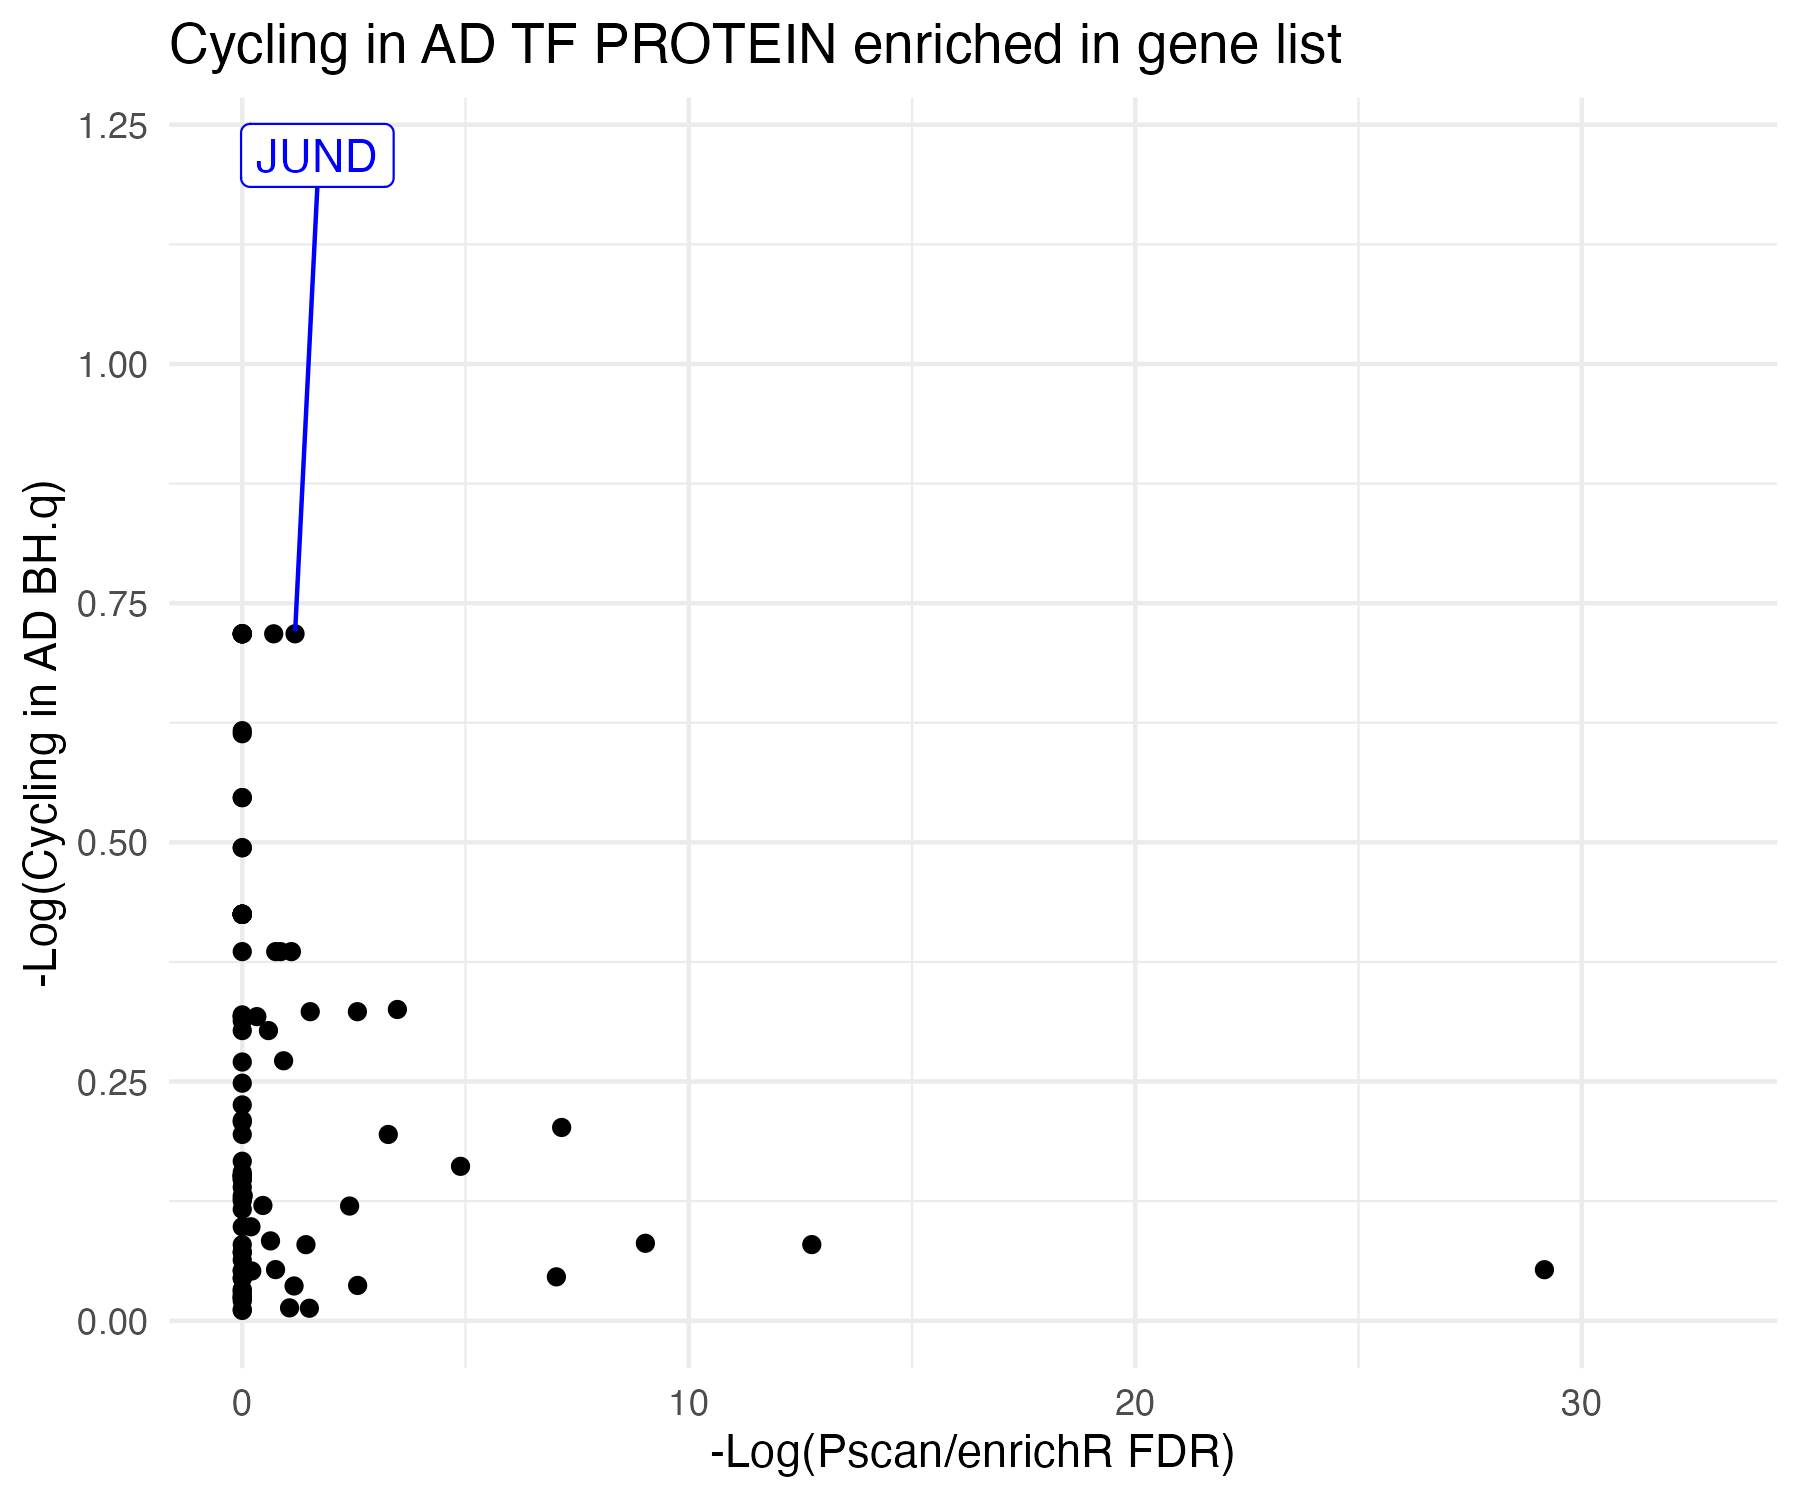 Cycling in AD TF PROTEIN enriched in gene list
1.25
JUND
1.00
0.75
0.50
0.25
0.00
-Log(Cycling in AD BH.q)
0
10
20
30
-Log(Pscan/enrichR FDR)